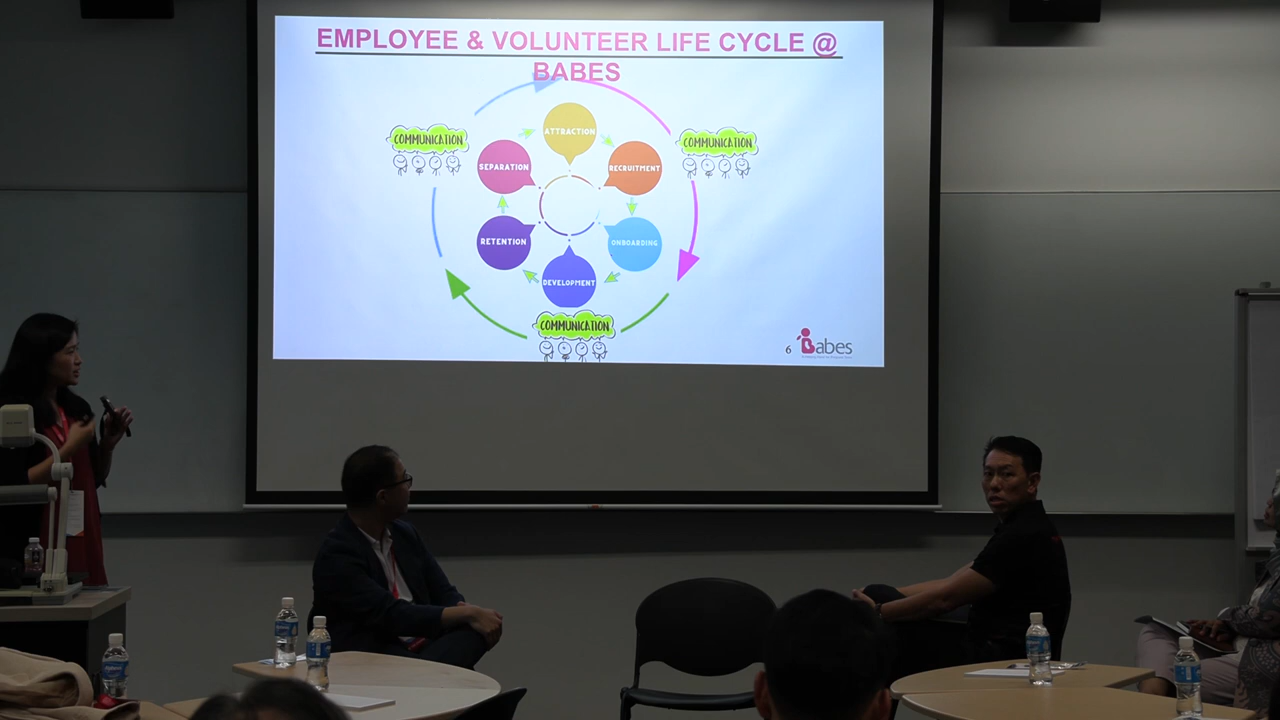 EMPLOYEE & VOLUNTEER LIFE CYCLE @
BABES
COMMUNICATION
COMMUNICATION
ATTRACTION
SEPARATION
RECRUITMENT
RETENTION
ONBOARDING
DEVELOPMENT
COMMUNICATION
6
Babes